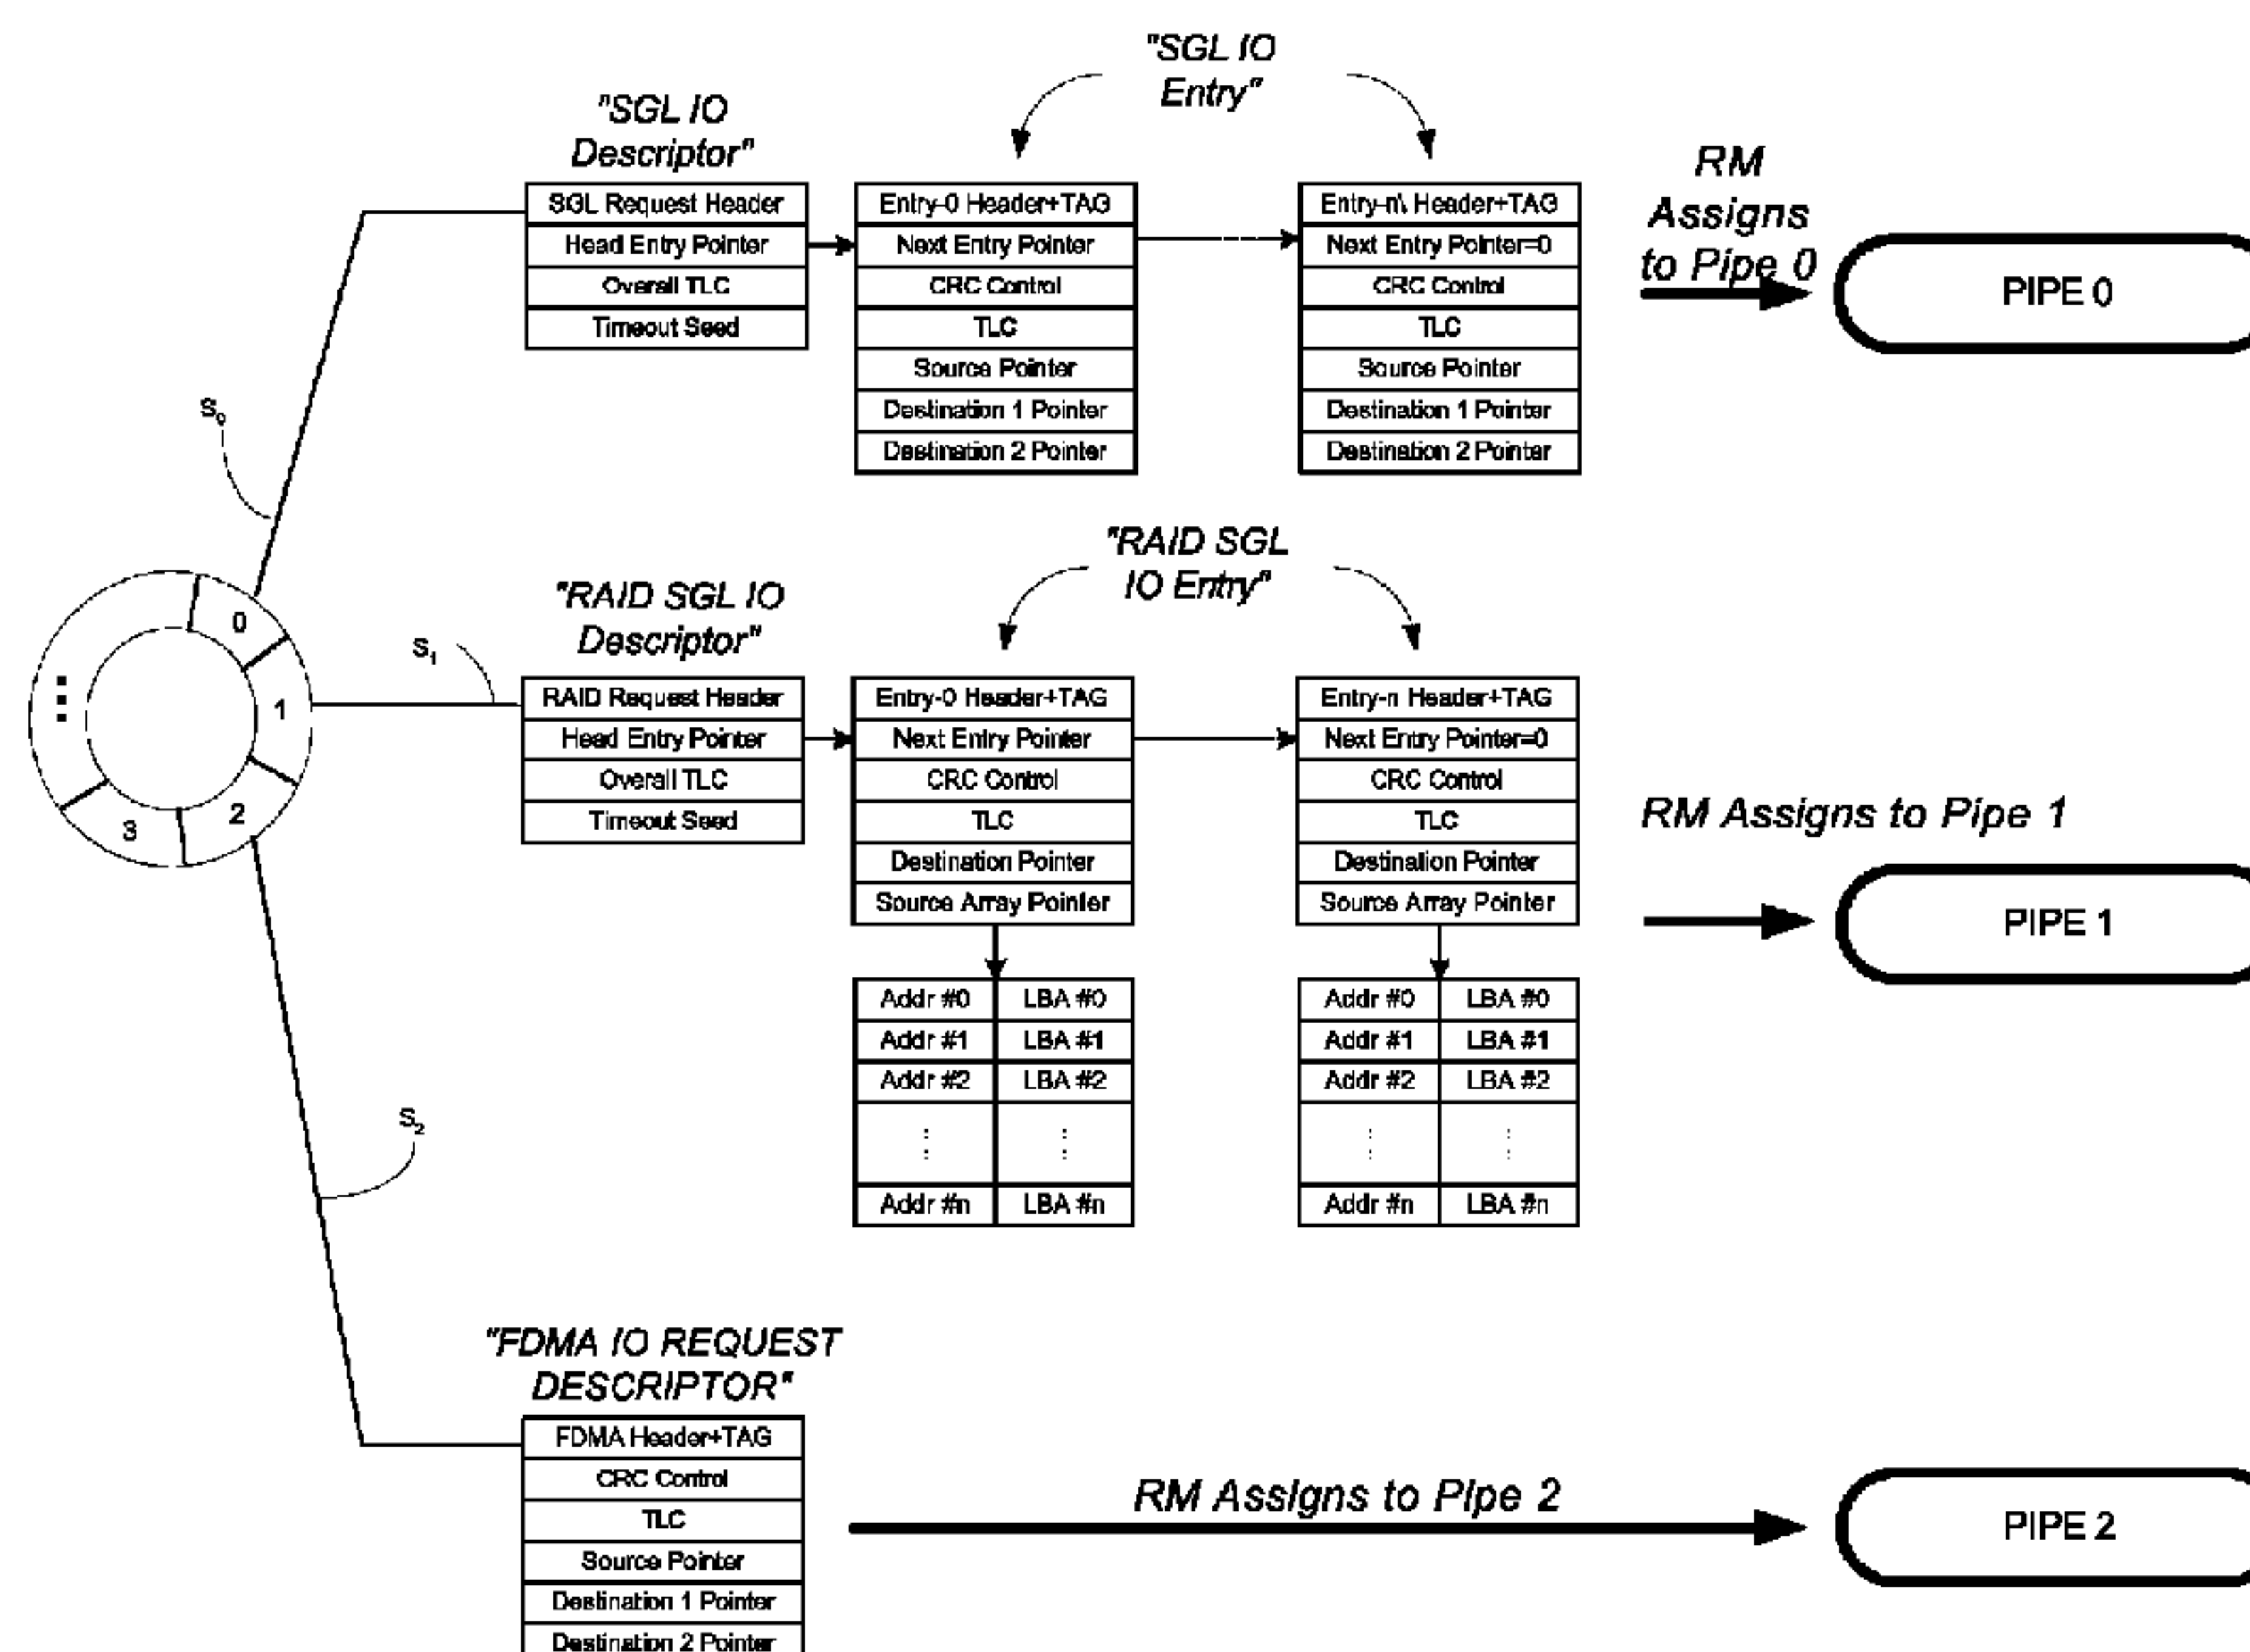 "SGL IO
Entry"
"SGL IO
Descriptor"
SGL Request Header
Head Entry Pointer
Overall TLC
Timeout Seed
Entry-0 Header+TAG
Next Entry Pointer
CRC Control
TLC
Source Pointer
Destination 1 Pointer
Destination 2 Pointer
Entry-n\ Header+TAG
Next Entry Pointer=0
CRC Control
TLC
Source Pointer
Destination 1 Pointer
Destination 2 Pointer
RM
Assigns
to Pipe 0
PIPE 0
S0
0
1
2
3
S1
"RAID SGL IO
Descriptor"
RAID Request Header
Head Entry Pointer
Overall TLC
Timeout Seed
"RAID SGL
IO Entry"
Entry-0 Header+TAG
Next Entry Pointer
CRC Control
TLC
Destination Pointer
Source Array Pointer
Addr #0 LBA #0
Addr #1 LBA #1
Addr #2 LBA #2
⋮ ⋮
Addr #n LBA #n
Entry-n Header+TAG
Next Entry Pointer=0
CRC Control
TLC
Destination Pointer
Source Array Pointer
Addr #0 LBA #0
Addr #1 LBA #1
Addr #2 LBA #2
⋮ ⋮
Addr #n LBA #n
RM Assigns to Pipe 1
PIPE 1
S2
"FDMA IO REQUEST
DESCRIPTOR"
FDMA Header+TAG
CRC Control
TLC
Source Pointer
Destination 1 Pointer
Destination 2 Pointer
RM Assigns to Pipe 2
PIPE 2